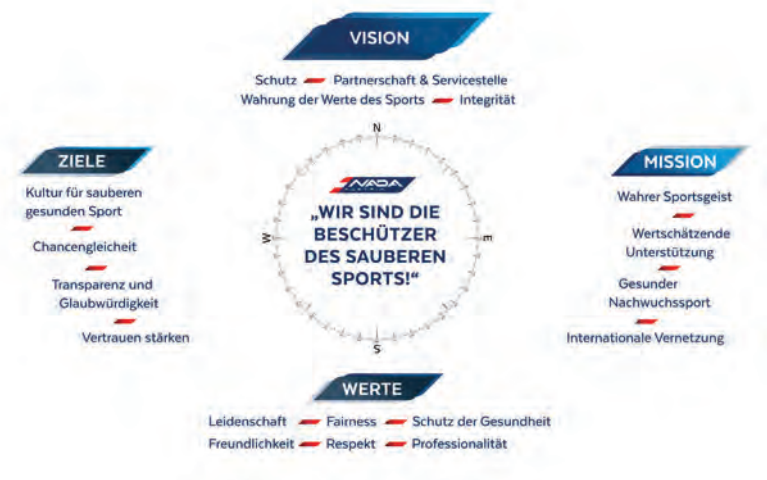 VISION
Schutz Partnerschaft & Servicestelle
Wahrung der Werte des Sports Integrität
ZIELE
Kultur für sauberen
gesunden Sport
Chancengleicheit
Transparenz und
Glaubwürdigkeit
Vertrauen stärken
N
W
E
S
NADA
„WIR SIND DIE
BESCHÜTZER
DES SAUBEREN
SPORTS!“
MISSION
Wahrer Sportsgeist
Wertschätzende
Unterstützung
Gesunder
Nachwuchssport
Internationale Vernetzung
WERTE
Leidenschaft Fairness Schutz der Gesundheit
Freundlichkeit Respekt Professionalität